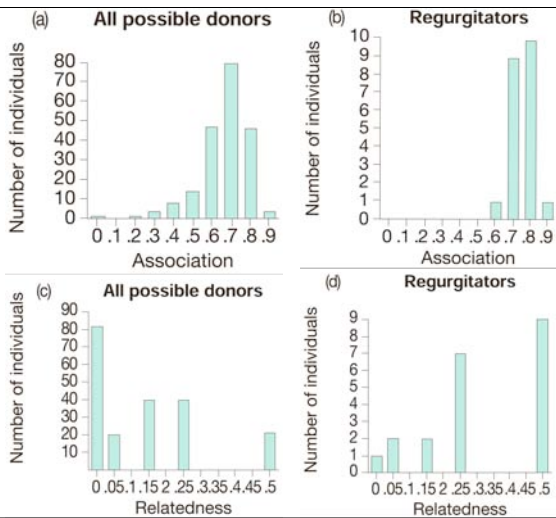 (a) All possible donors
Number of individuals
80
70
60
50
40
30
20
10
0
0 .1 .2 .3 .4 .5 .6 .7 .8 .9
Association
(b) Regurgitators
Number of individuals
10
9
8
7
6
5
4
3
2
1
0
0 .1 .2 .3 .4 .5 .6 .7 .8 .9
Association
(c) All possible donors
Number of individuals
90
80
70
60
50
40
30
20
10
0 .05.1 .15 2 .25 .3.35.4.45.5
Relatedness
(d) Regurgitators
Number of individuals
9
8
7
6
5
4
3
2
1
0
0 .05.1 .15 2 .25 .3.35.4.45 .5
Relatedness